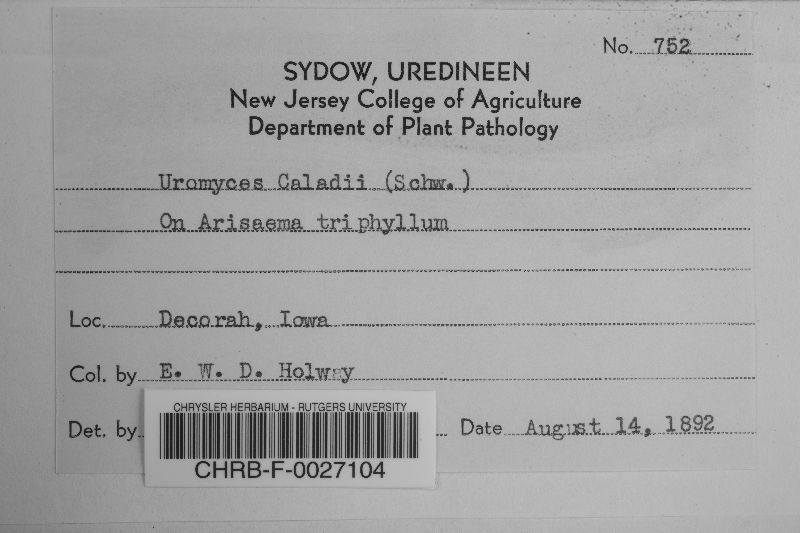 No. 752
SYDOW, UREDINEEN
New Jersey College of Agriculture
Department of Plant Pathology
Uromyces Caladii (Schw.)
On Arisaema triphyllum
Loc. Decorah, Iowa
Col. by E. W. D. Holway
Det. by
Date August 14, 1892
CHRYSLER HERBARIUM - RUTGERS UNIVERSITY
CHRB-F-0027104